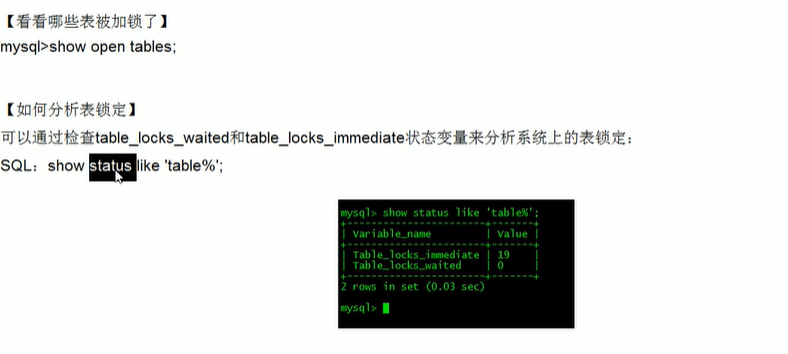 【看看哪些表被加锁了】
mysql>show open tables;
【如何分析表锁定】
可以通过检查table_locks_waited和table_locks_immediate状态变量来分析系统上的表锁定：
SQL：show status like 'table%';
mysql> show status like 'table%';
+-----------------------+-------+
| Variable_name         | Value |
+-----------------------+-------+
| Table_locks_immediate | 19    |
| Table_locks_waited    | 0     |
+-----------------------+-------+
2 rows in set (0.03 sec)
mysql>